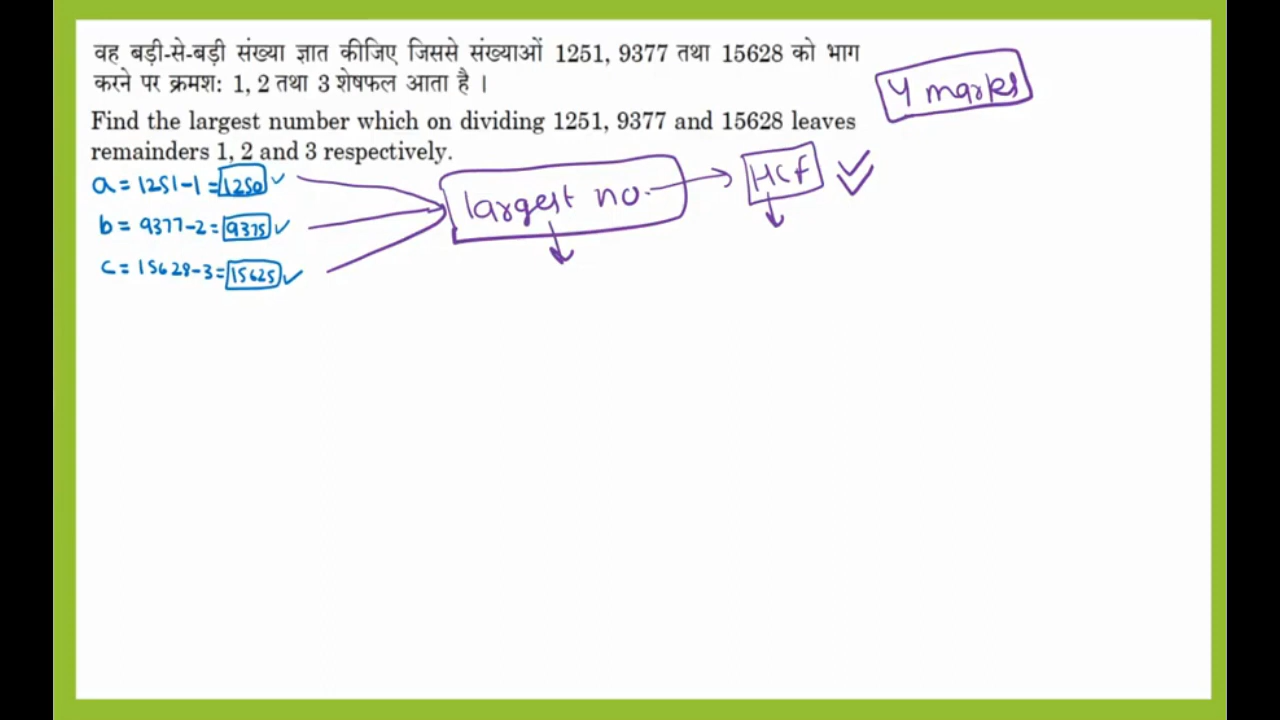 वह बड़ी-से-बड़ी संख्या ज्ञात कीजिए जिससे संख्याओं 1251, 9377 तथा 15628 को भाग
करने पर क्रमश: 1, 2 तथा 3 शेषफल आता है ।
4 marks
Find the largest number which on dividing 1251, 9377 and 15628 leaves
remainders 1, 2 and 3 respectively.
a = 1251-1 = 1250
largest no. → HCf
b = 9377-2 = 9375
c = 15628-3 = 15625